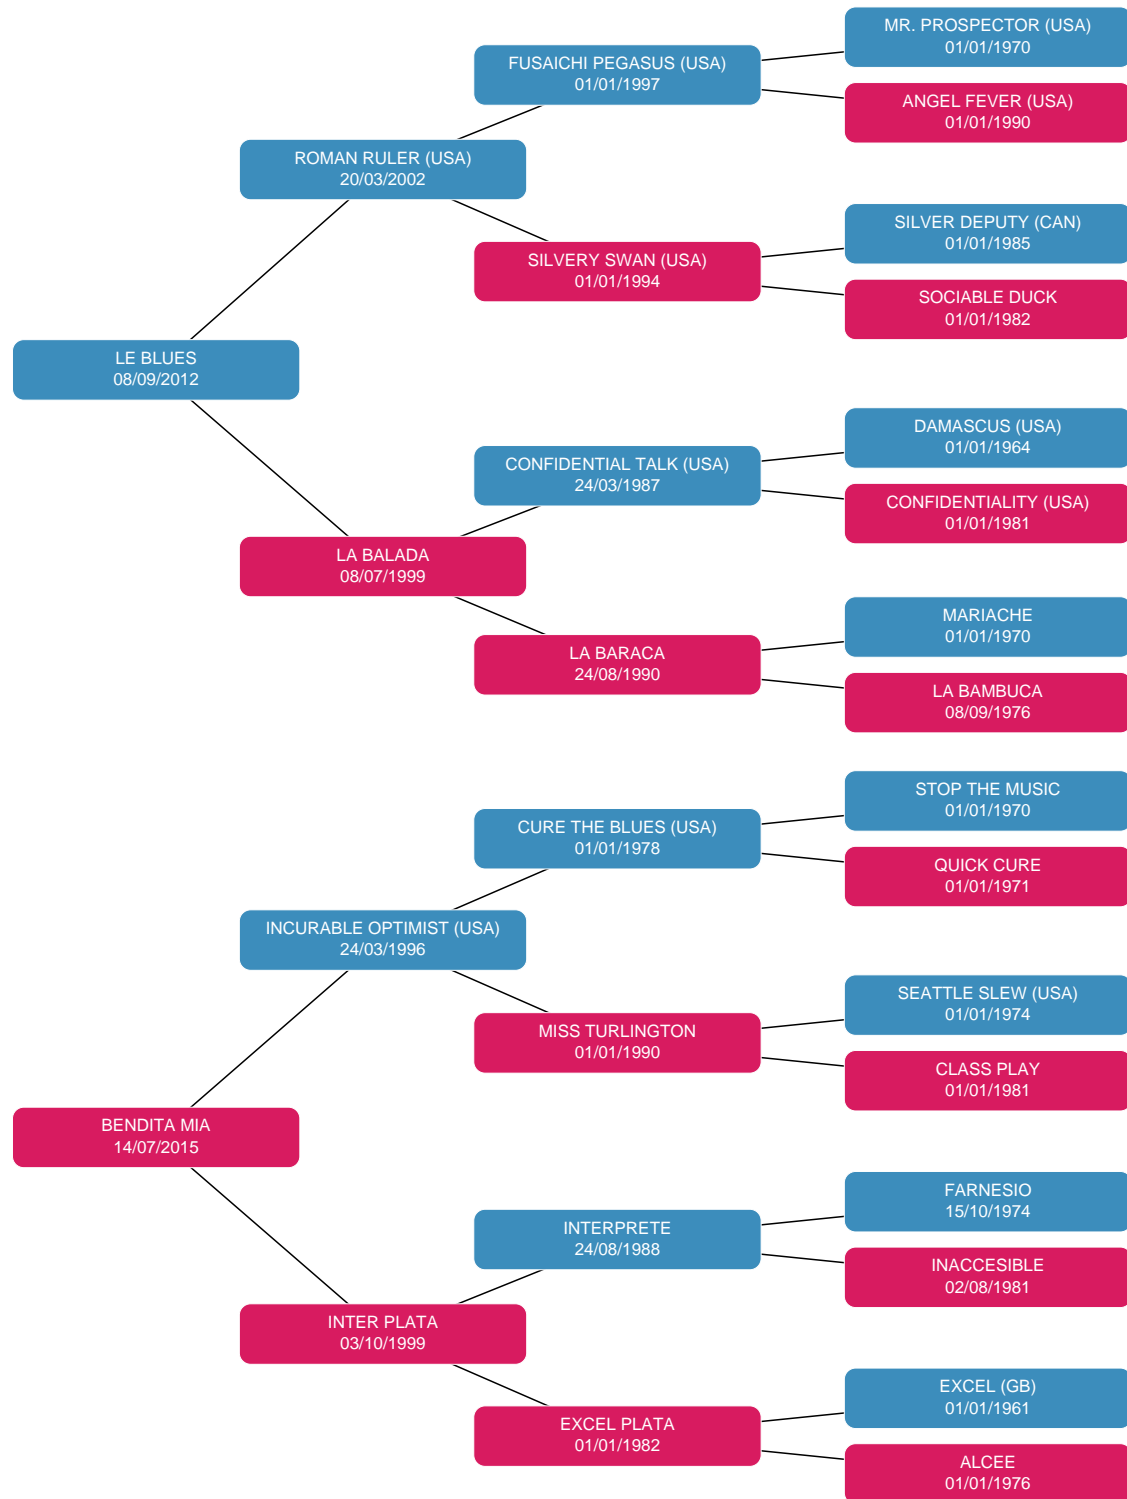 MR. PROSPECTOR (USA)
01/01/1970
FUSAICHI PEGASUS (USA)
01/01/1997
ANGEL FEVER (USA)
01/01/1990
ROMAN RULER (USA)
20/03/2002
SILVER DEPUTY (CAN)
01/01/1985
SILVERY SWAN (USA)
01/01/1994
SOCIABLE DUCK
01/01/1982
LE BLUES
08/09/2012
DAMASCUS (USA)
01/01/1964
CONFIDENTIAL TALK (USA)
24/03/1987
CONFIDENTIALITY (USA)
01/01/1981
LA BALADA
08/07/1999
MARIACHE
01/01/1970
LA BARACA
24/08/1990
LA BAMBUCA
08/09/1976
STOP THE MUSIC
01/01/1970
CURE THE BLUES (USA)
01/01/1978
QUICK CURE
01/01/1971
INCURABLE OPTIMIST (USA)
24/03/1996
SEATTLE SLEW (USA)
01/01/1974
MISS TURLINGTON
01/01/1990
CLASS PLAY
01/01/1981
BENDITA MIA
14/07/2015
FARNESIO
15/10/1974
INTERPRETE
24/08/1988
INACCESIBLE
02/08/1981
INTER PLATA
03/10/1999
EXCEL (GB)
01/01/1961
EXCEL PLATA
01/01/1982
ALCEE
01/01/1976